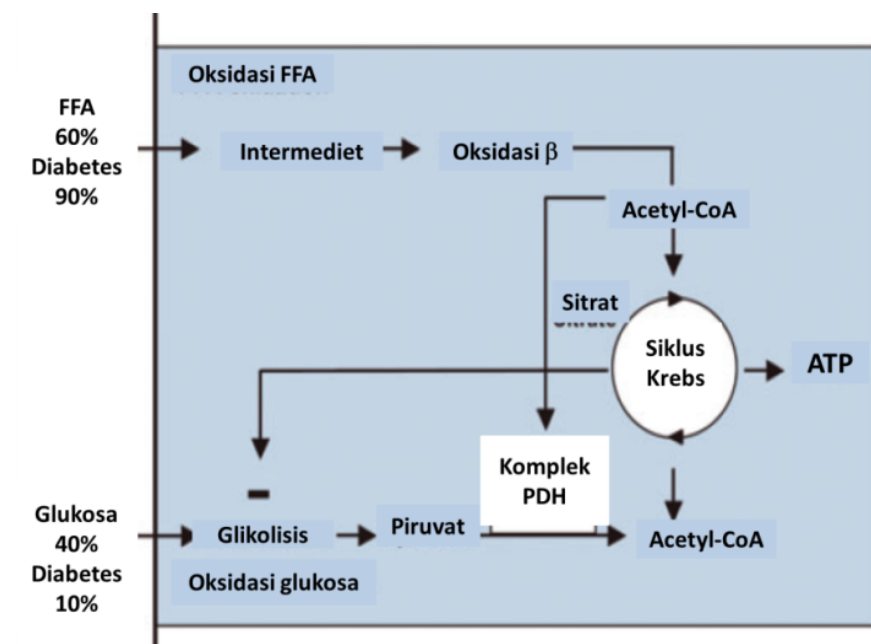 Oksidasi FFA
FFA
60%
Diabetes
90%
Intermediet
Oksidasi β
Acetyl-CoA
Sitrat
Siklus
Krebs
ATP
Komplek
PDH
Glukosa
40%
Diabetes
10%
Glikolisis
Piruvat
Acetyl-CoA
Oksidasi glukosa